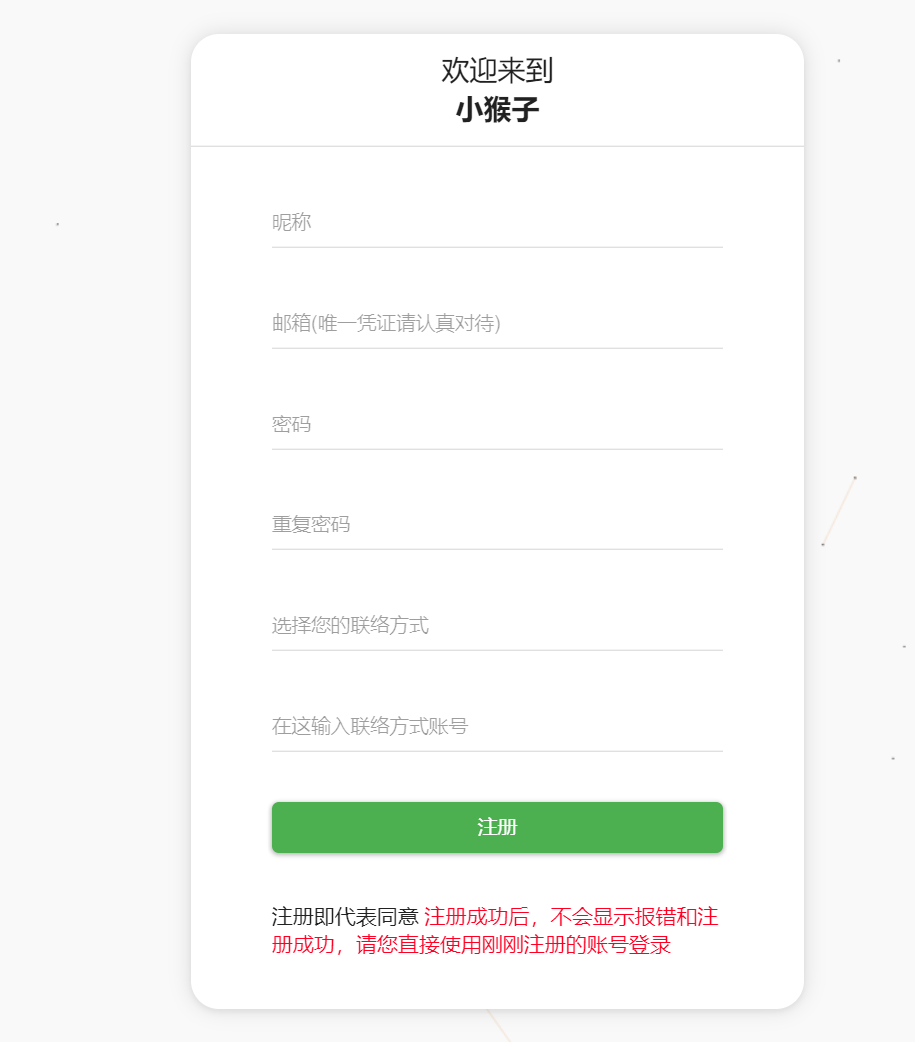 欢迎来到
小猴子
昵称
邮箱(唯一凭证请认真对待)
密码
重复密码
选择您的联络方式
在这输入联络方式账号
注册
注册即代表同意 注册成功后，不会显示报错和注
册成功，请您直接使用刚刚注册的账号登录